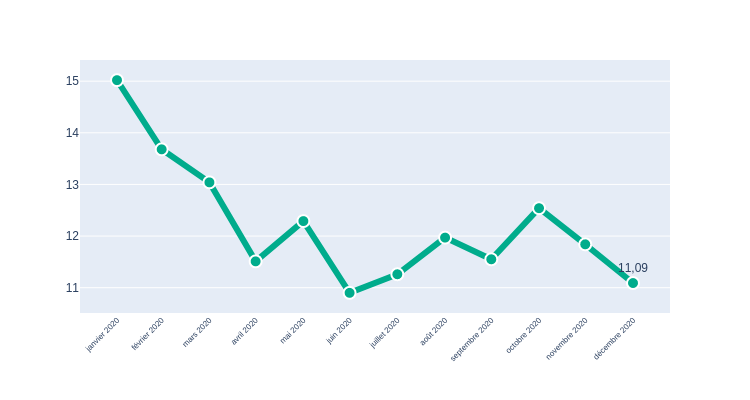 15
14
13
12
11
11,09
janvier 2020
février 2020
mars 2020
avril 2020
mai 2020
juin 2020
juillet 2020
août 2020
septembre 2020
octobre 2020
novembre 2020
décembre 2020